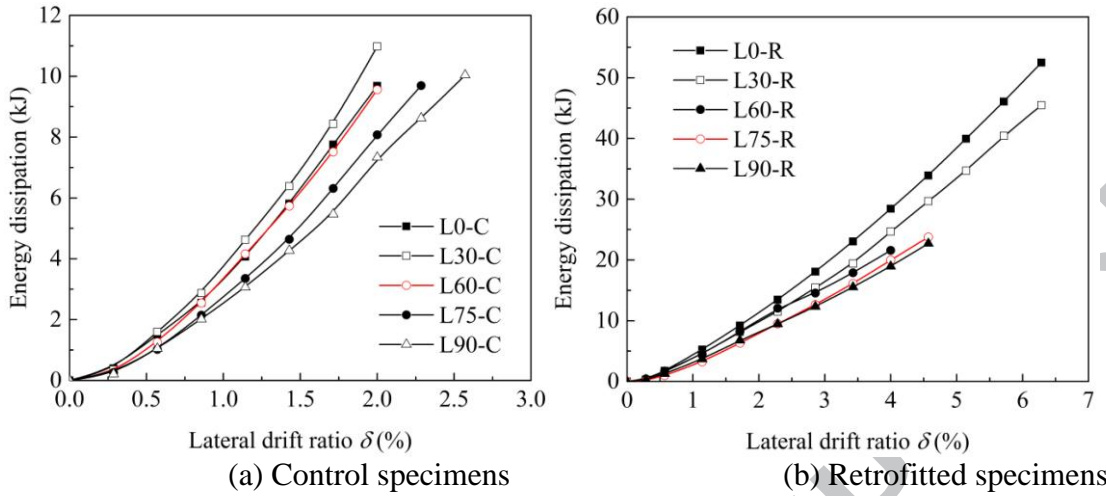 12
10
8
6
4
2
0
Energy dissipation (kJ)
L0-C
L30-C
L60-C
L75-C
L90-C
0.0 0.5 1.0 1.5 2.0 2.5 3.0
Lateral drift ratio δ (%)
(a) Control specimens
60
50
40
30
20
10
0
Energy dissipation (kJ)
L0-R
L30-R
L60-R
L75-R
L90-R
0 1 2 3 4 5 6 7
Lateral drift ratio δ (%)
(b) Retrofitted specimens